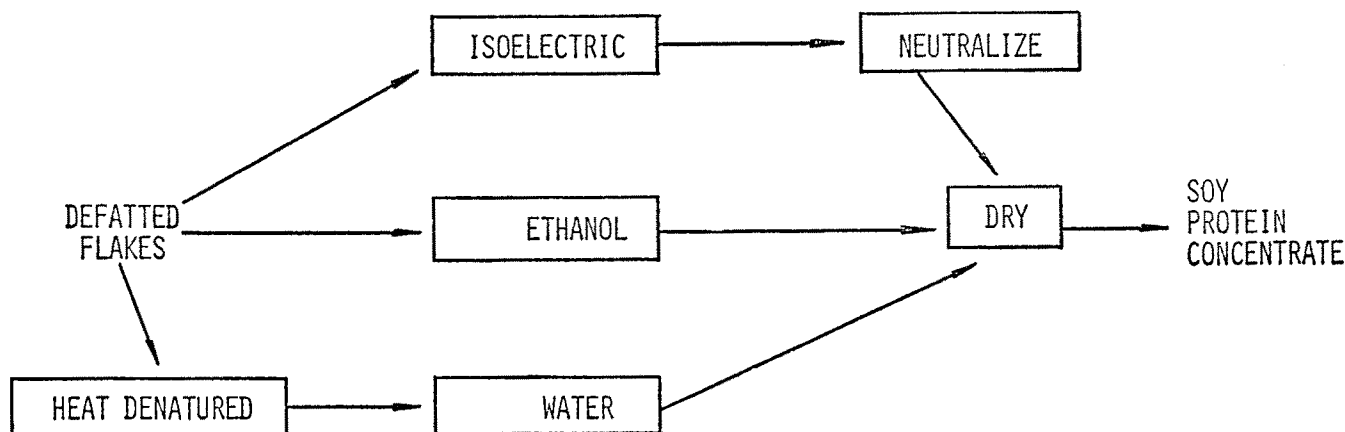 ISOELECTRIC
NEUTRALIZE
DEFATTED
FLAKES
ETHANOL
DRY
SOY
PROTEIN
CONCENTRATE
HEAT DENATURED
WATER